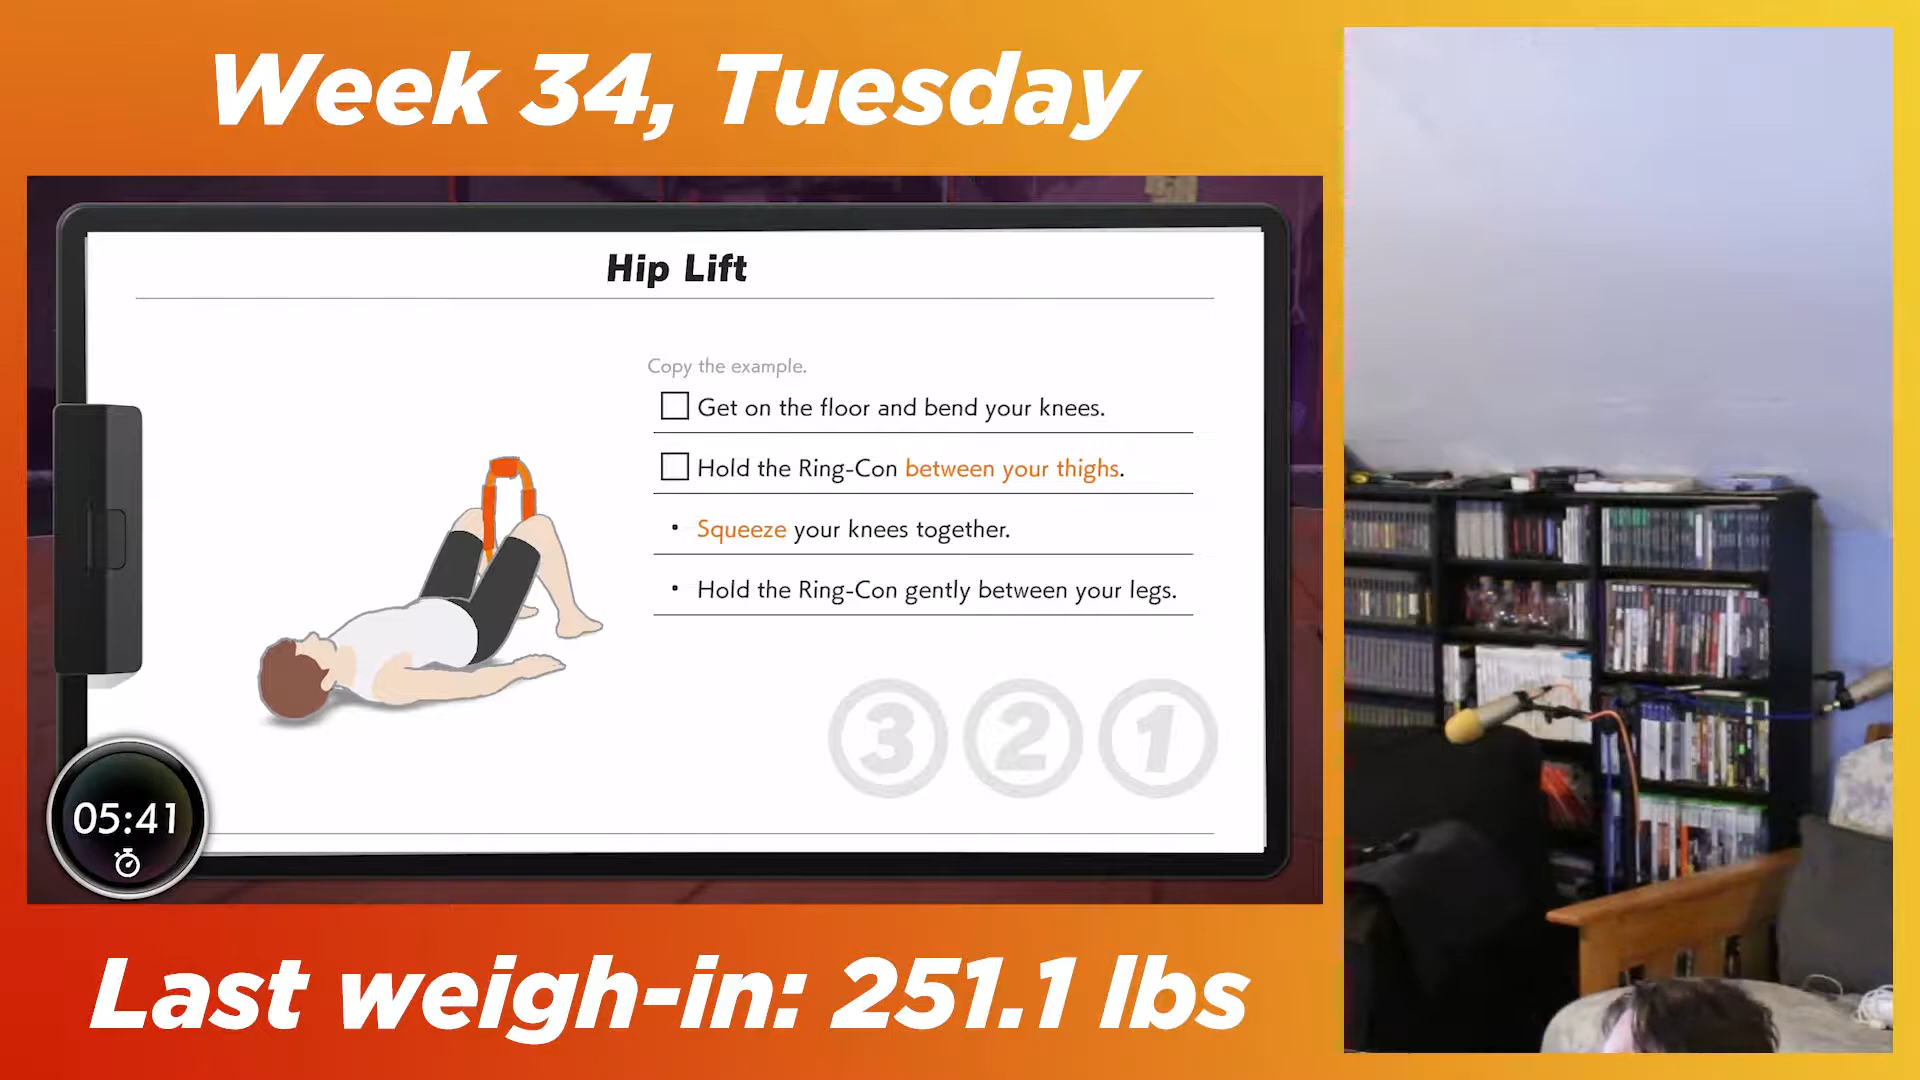 Week 34, Tuesday
Hip Lift
Copy the example.
Get on the floor and bend your knees.
Hold the Ring-Con between your thighs.
• Squeeze your knees together.
• Hold the Ring-Con gently between your legs.
3 2 1
05:41
Last weigh-in: 251.1 lbs